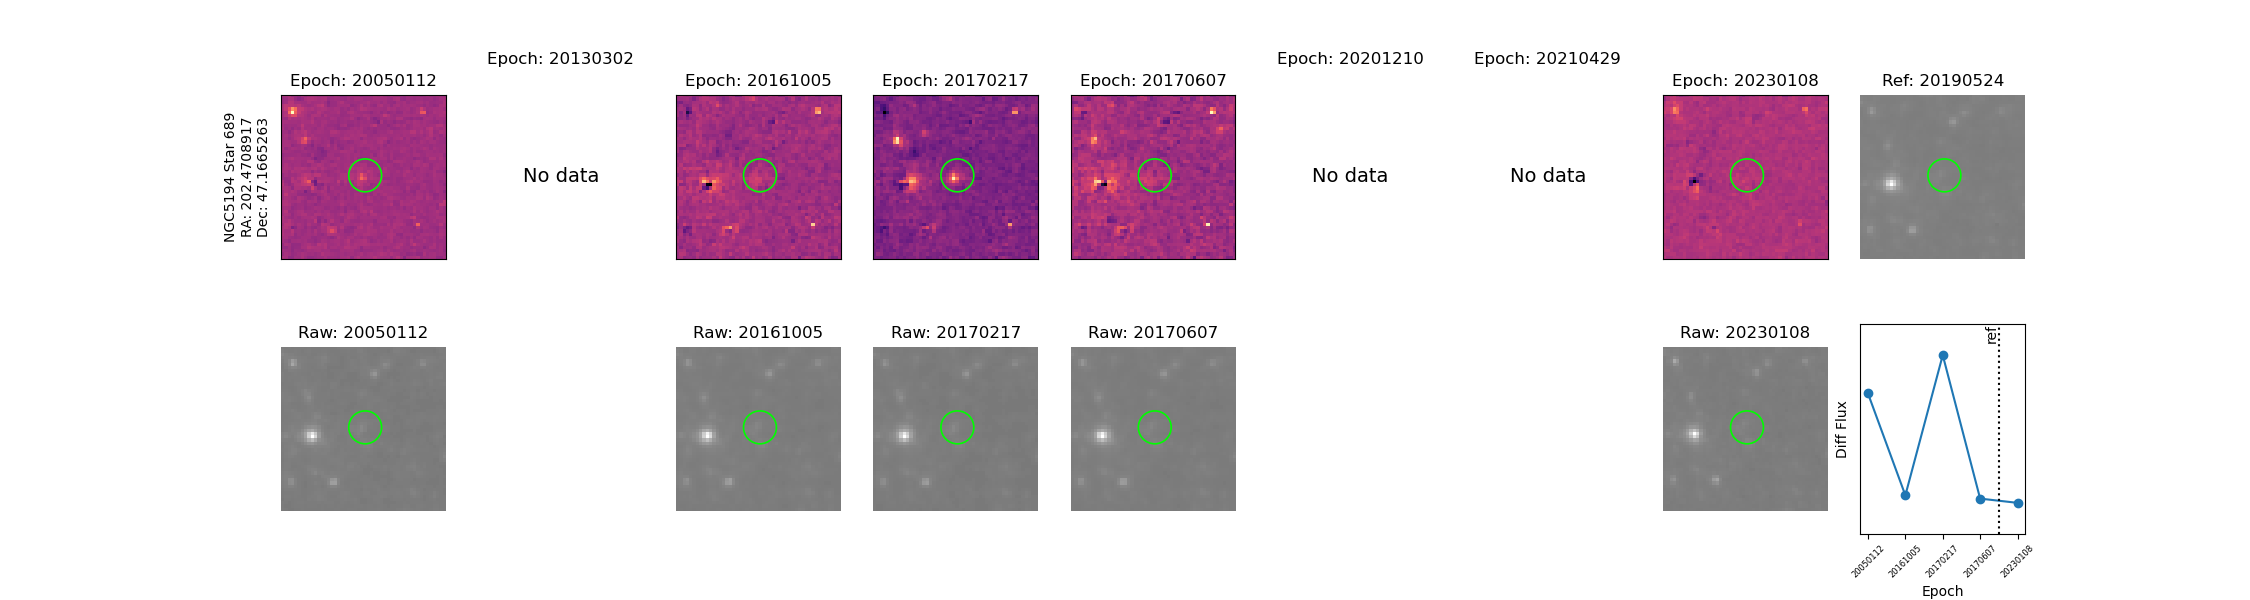 NGC5194 Star 689
RA: 202.4708917
Dec: 47.1665263
Epoch: 20050112
Epoch: 20130302
No data
Epoch: 20161005
Epoch: 20170217
Epoch: 20170607
Epoch: 20201210
No data
Epoch: 20210429
No data
Epoch: 20230108
Ref: 20190524
Raw: 20050112
Raw: 20161005
Raw: 20170217
Raw: 20170607
Raw: 20230108
ref
Diff Flux
20050112
20161005
20170217
20170607
20230108
Epoch